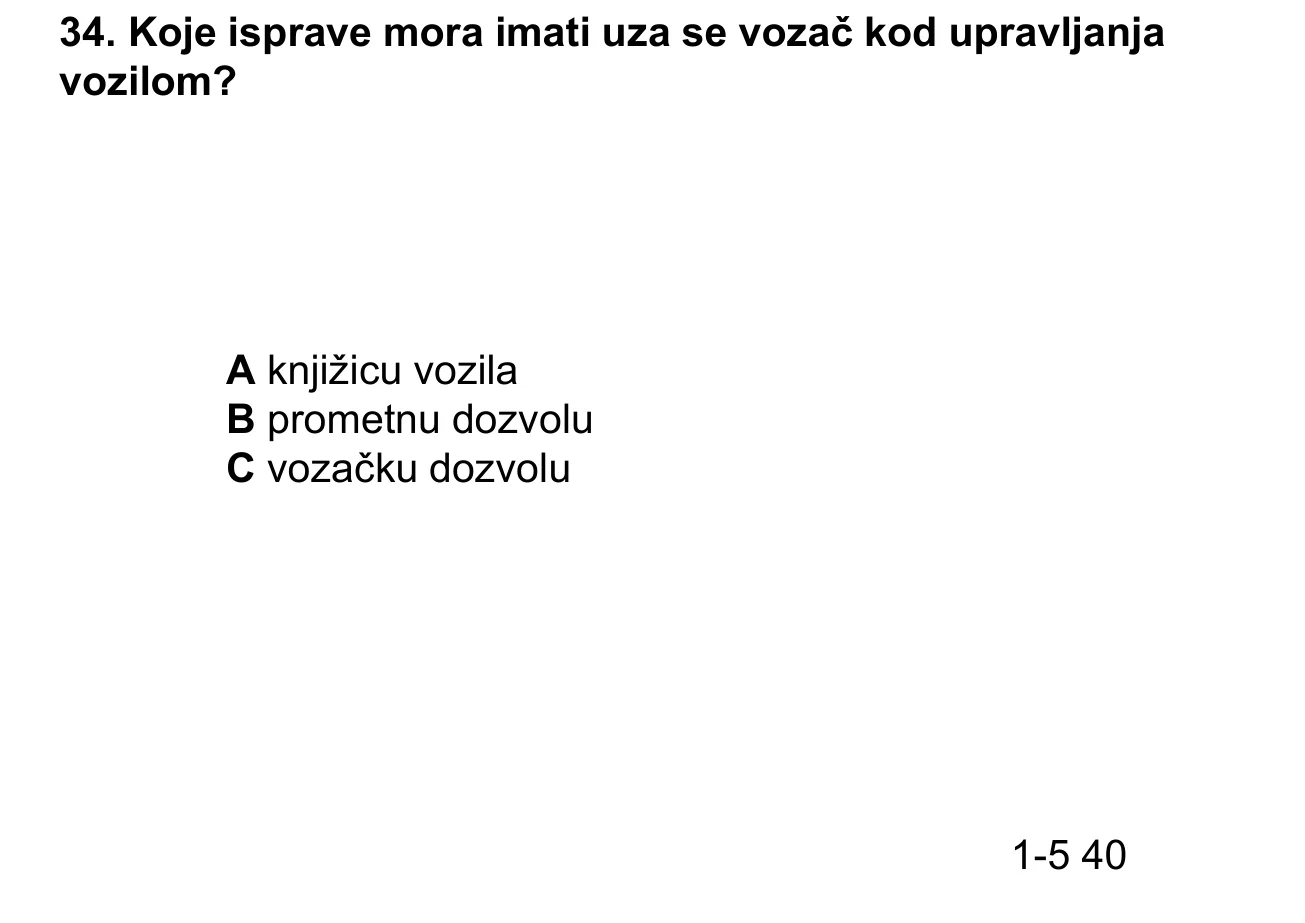 34. Koje isprave mora imati uza se vozač kod upravljanja
vozilom?
A knjižicu vozila
B prometnu dozvolu
C vozačku dozvolu
1-5 40